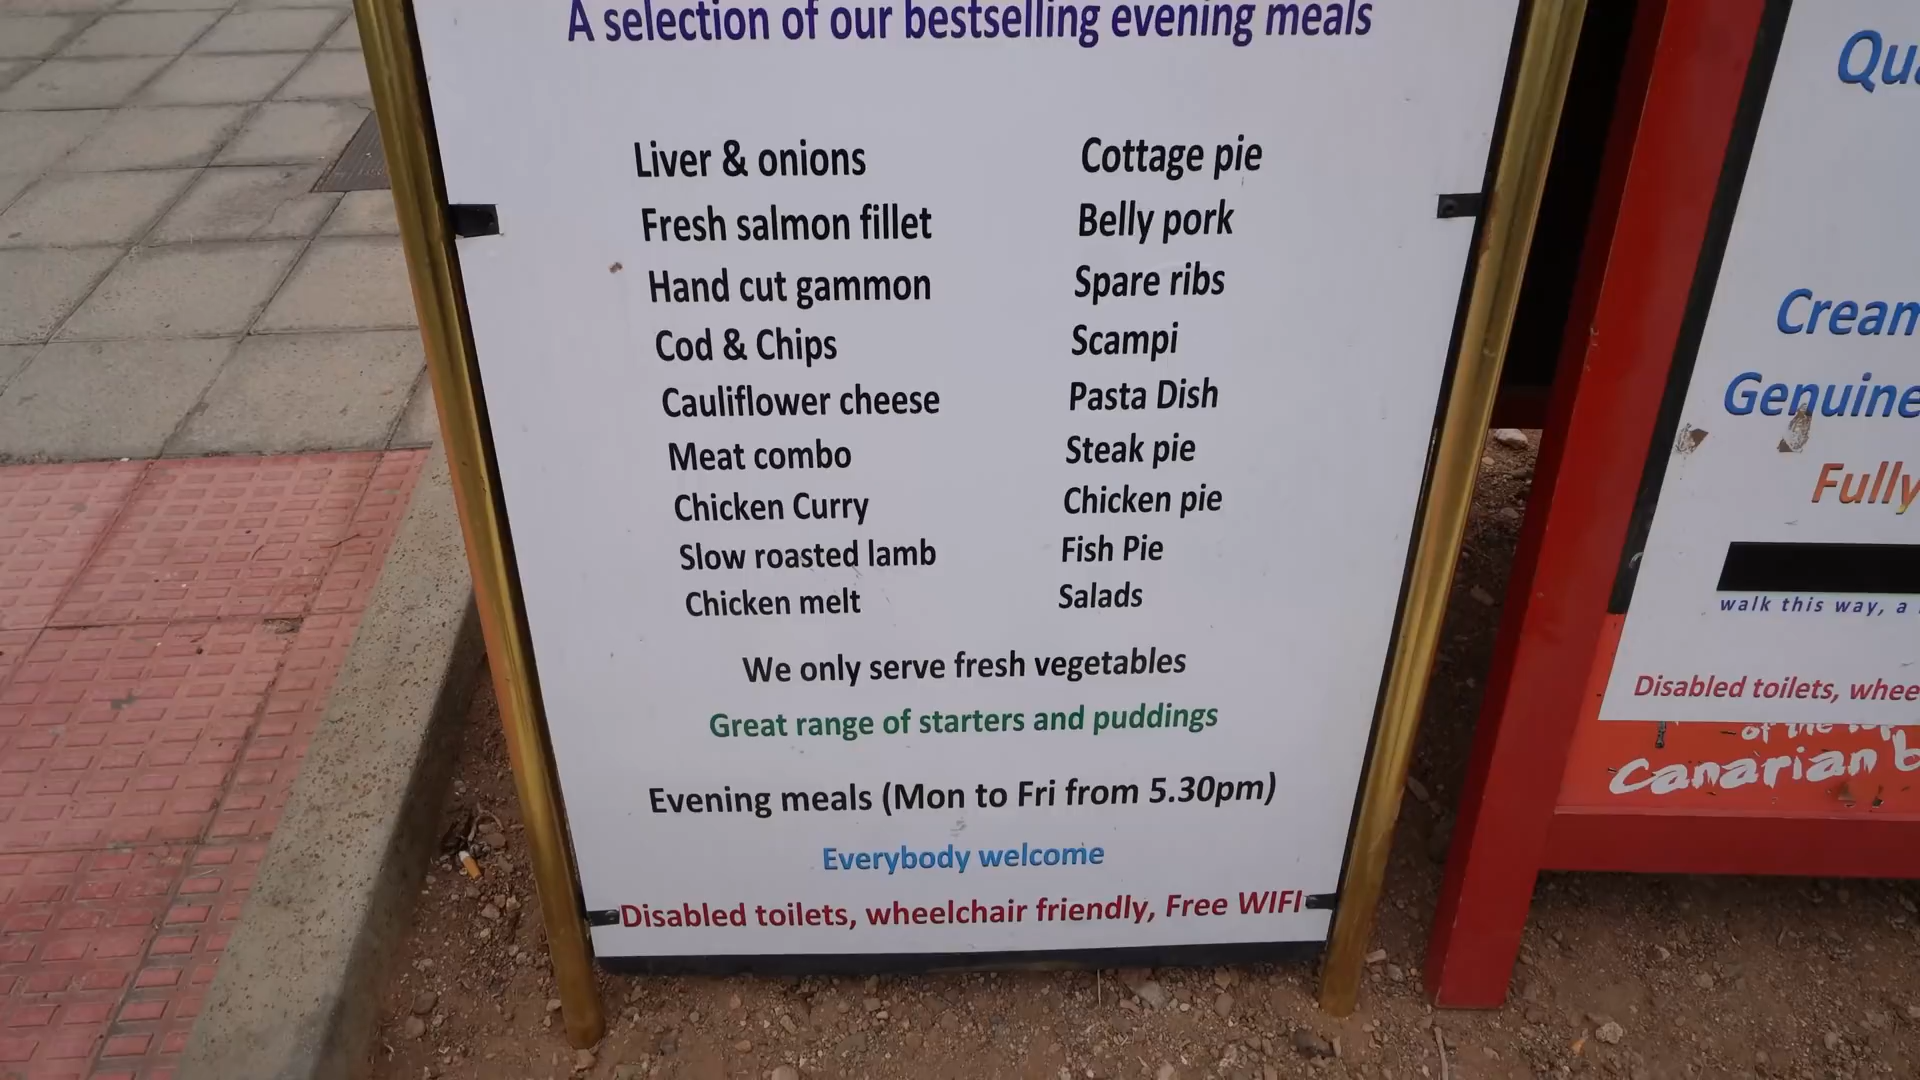 A selection of our bestselling evening meals
Liver & onions
Fresh salmon fillet
Hand cut gammon
Cod & Chips
Cauliflower cheese
Meat combo
Chicken Curry
Slow roasted lamb
Chicken melt
Cottage pie
Belly pork
Spare ribs
Scampi
Pasta Dish
Steak pie
Chicken pie
Fish Pie
Salads
We only serve fresh vegetables
Great range of starters and puddings
Evening meals (Mon to Fri from 5.30pm)
Everybody welcome
Disabled toilets, wheelchair friendly, Free WIFI
Genuine
Fully
walk this way, a
Disabled toilets,
of the
Canarian